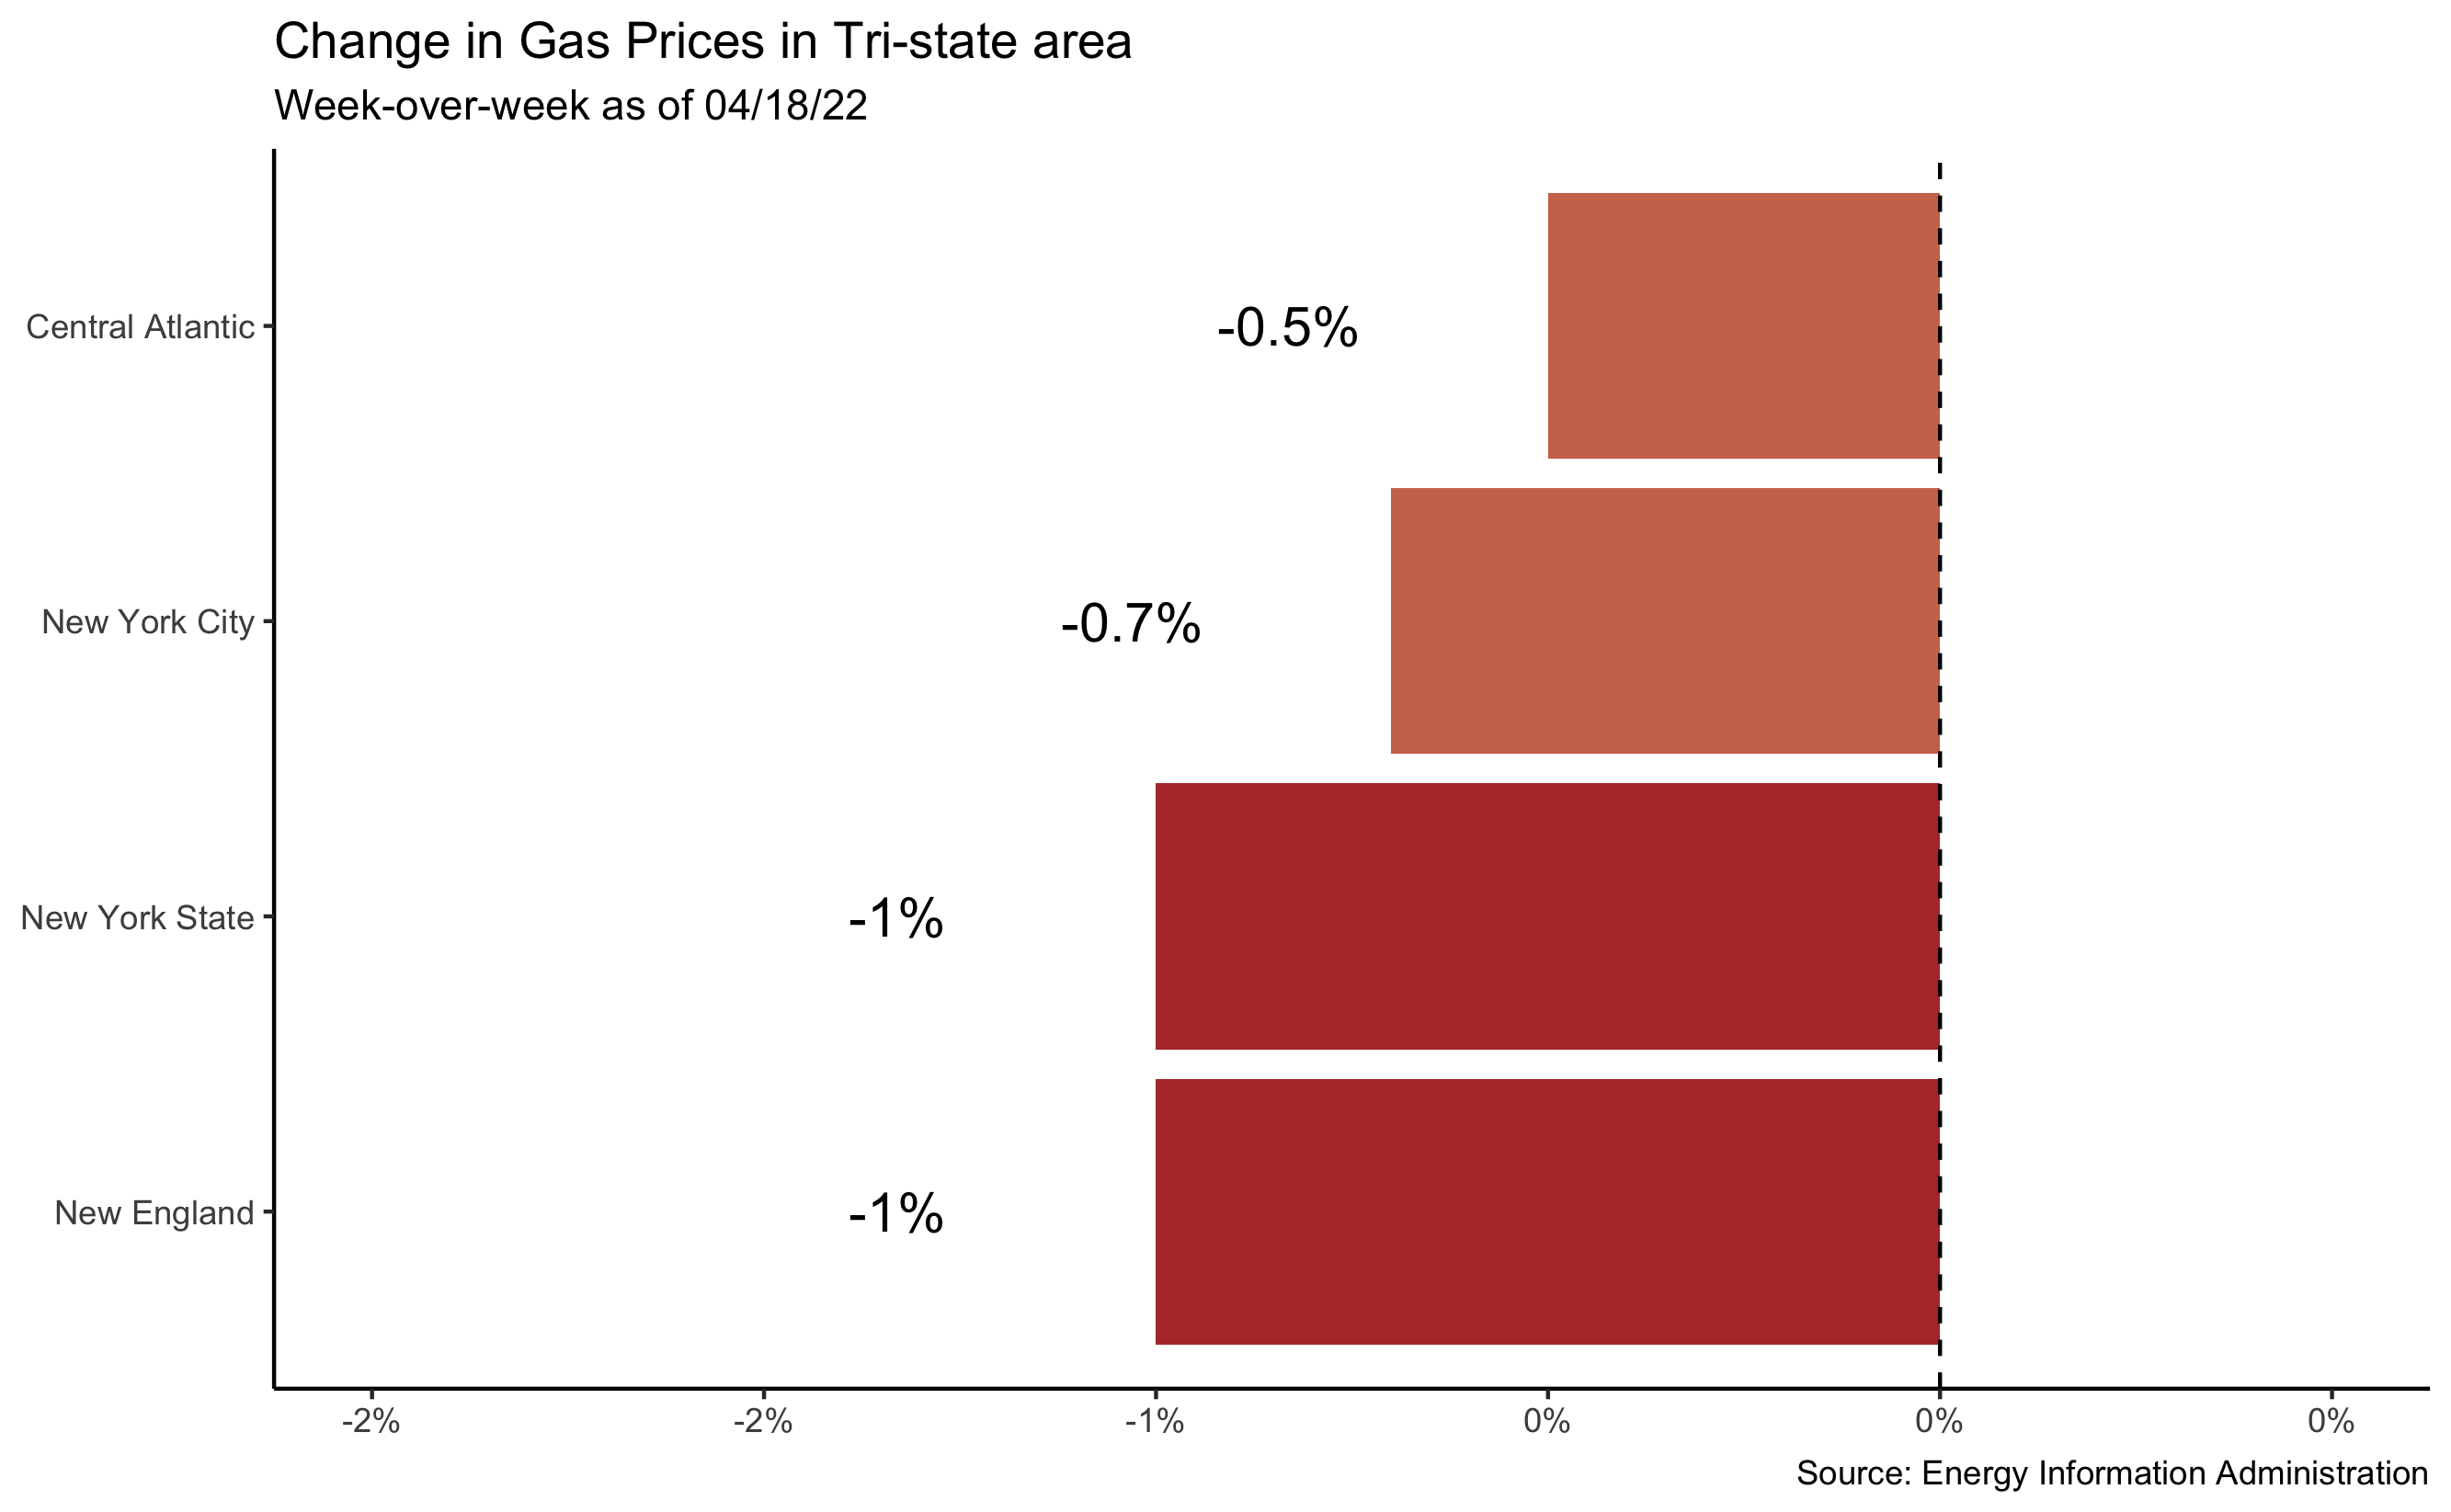 Change in Gas Prices in Tri-state area
Week-over-week as of 04/18/22
Central Atlantic
-0.5%
New York City
-0.7%
New York State
-1%
New England
-1%
-2% -2% -1% 0% 0% 0%
Source: Energy Information Administration